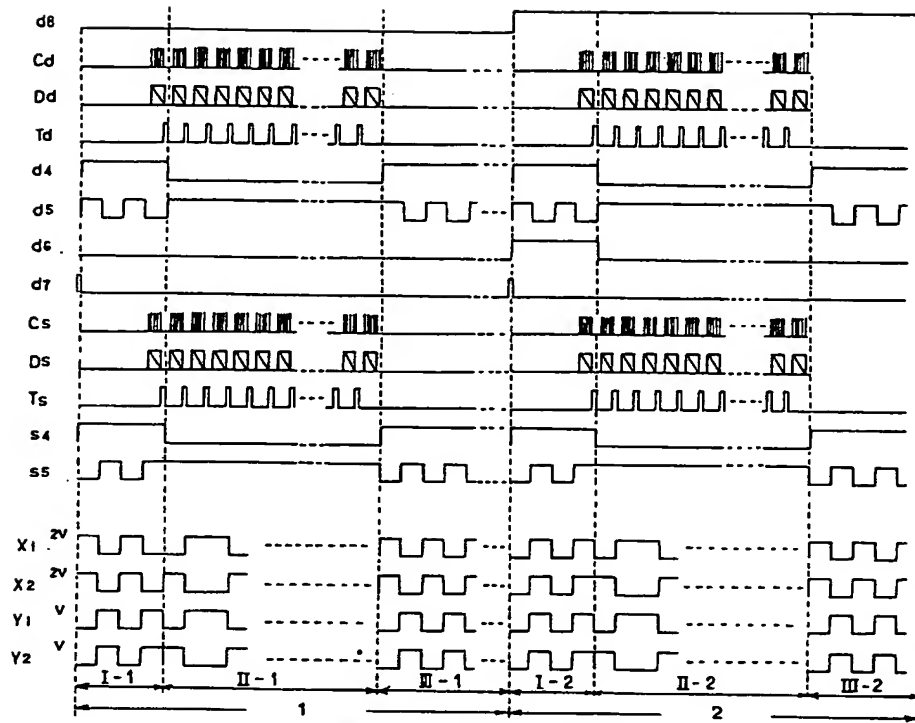 d8
Cd
Dd
Td
d4
d5
d6
d7
Cs
Ds
Ts
s4
s5
X1 2V
X2 2V
Y1 V
Y2 V
I-1 II-1 III-1 I-2 II-2 III-2
1 2